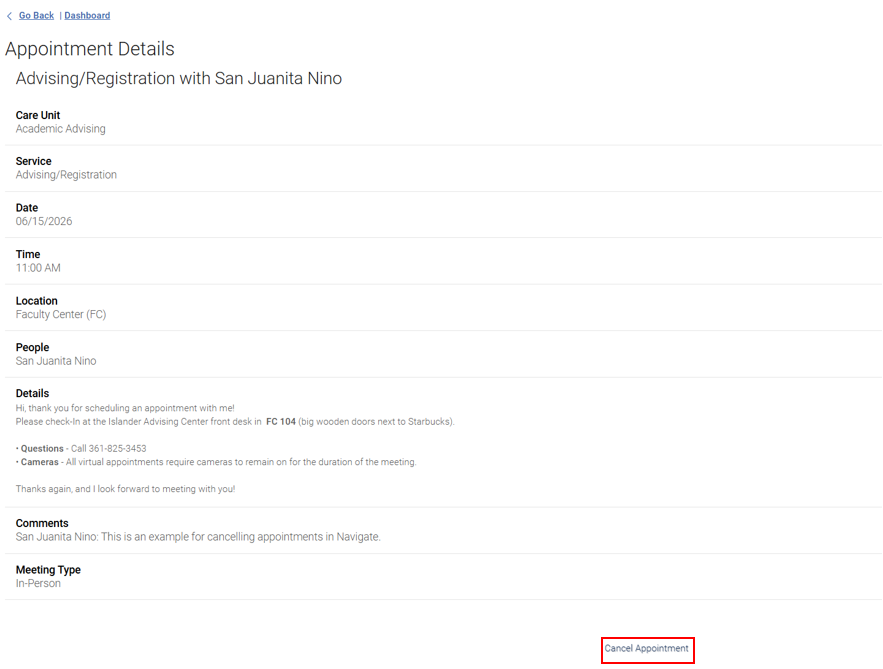 Go Back | Dashboard
Appointment Details
Advising/Registration with San Juanita Nino
Care Unit
Academic Advising
Service
Advising/Registration
Date
06/15/2026
Time
11:00 AM
Location
Faculty Center (FC)
People
San Juanita Nino
Details
Hi, thank you for scheduling an appointment with me!
Please check-In at the Islander Advising Center front desk in FC 104 (big wooden doors next to Starbucks).
• Questions - Call 361-825-3453
• Cameras - All virtual appointments require cameras to remain on for the duration of the meeting.
Thanks again, and I look forward to meeting with you!
Comments
San Juanita Nino: This is an example for cancelling appointments in Navigate.
Meeting Type
In-Person
Cancel Appointment